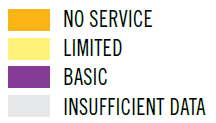 NO SERVICE
LIMITED
BASIC
INSUFFICIENT DATA